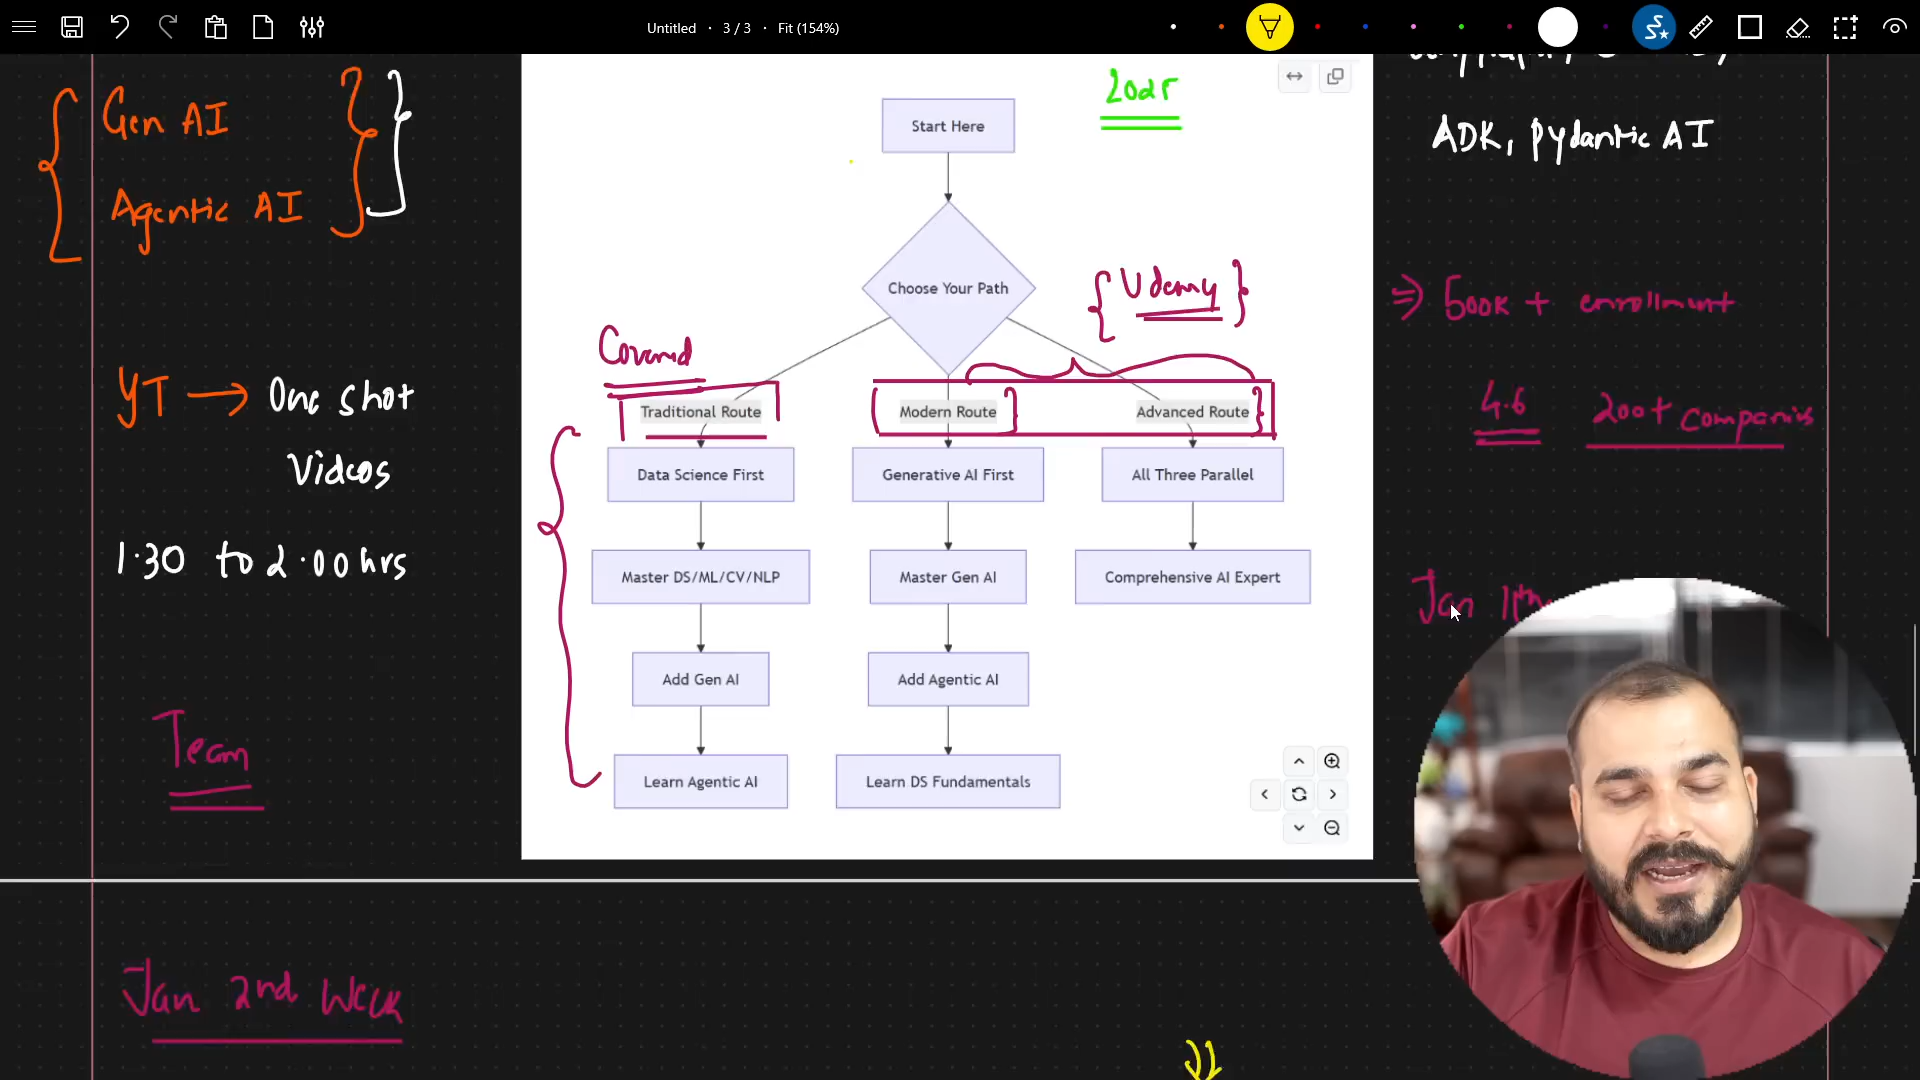 Untitled • 3 / 3 • Fit (154%)
Gen AI
Agentic AI
YT → One shot
Videos
1.30 to 2.00 hrs
Team
Jan 2nd Week
2025
Start Here
Choose Your Path
{ Udemy }
Covered
Traditional Route
Modern Route
Advanced Route
Data Science First
Generative AI First
All Three Parallel
Master DS/ML/CV/NLP
Master Gen AI
Comprehensive AI Expert
Add Gen AI
Add Agentic AI
Learn Agentic AI
Learn DS Fundamentals
ADK, Pydantic AI
⇒ 500K + enrollment
4.6 200+ Companies
Jan 11th